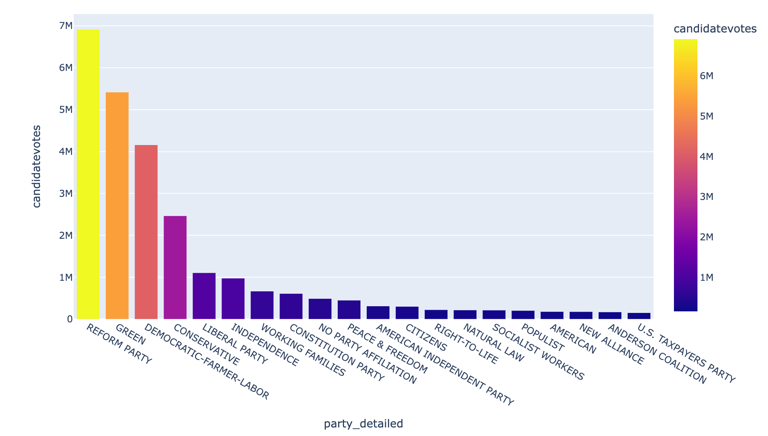 candidatevotes
7M
6M
5M
4M
3M
2M
1M
0
candidatevotes
6M
5M
4M
3M
2M
1M
REFORM PARTY
GREEN
DEMOCRATIC-FARMER-LABOR
CONSERVATIVE
LIBERAL PARTY
INDEPENDENCE
WORKING FAMILIES
CONSTITUTION PARTY
NO PARTY AFFILIATION
PEACE & FREEDOM
AMERICAN INDEPENDENT PARTY
CITIZENS
RIGHT-TO-LIFE
NATURAL LAW
SOCIALIST WORKERS
POPULIST
AMERICAN
NEW ALLIANCE
ANDERSON COALITION
U.S. TAXPAYERS PARTY
party_detailed